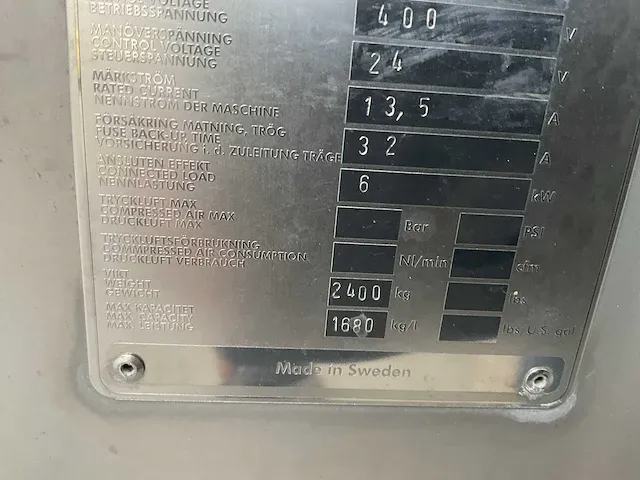 VOLTAGE
BETRIEBSSPANNUNG 400 V
MANÖVERSPÄNNING
CONTROL VOLTAGE
STEUERSPANNUNG 24 V
MÄRKSTRÖM
RATED CURRENT
NENNSTROM DER MASCHINE 13,5 A
FÖRSÄKRING MATNING, TRÖG
FUSE BACK-UP TIME
VORSICHERUNG i. d. ZULEITUNG TRÄGE 32 A
ANSLUTEN EFFEKT
CONNECTED LOAD
NENNLASTUNG 6 kW
TRYCKLUFT MAX
COMPRESSED AIR MAX
DRUCKLUFT MAX Bar PSI
TRYCKLUFTSFÖRBRUKNING
COMMPRESSED AIR CONSUMPTION
DRUCKLUFT VERBRAUCH Nl/min cfm
VIKT
WEIGHT
GEWICHT 2400 kg lbs
MAX KAPACITET
MAX. CAPACITY
MAX LEISTUNG 1680 kg/l lbs, U.S. gal
Made in Sweden